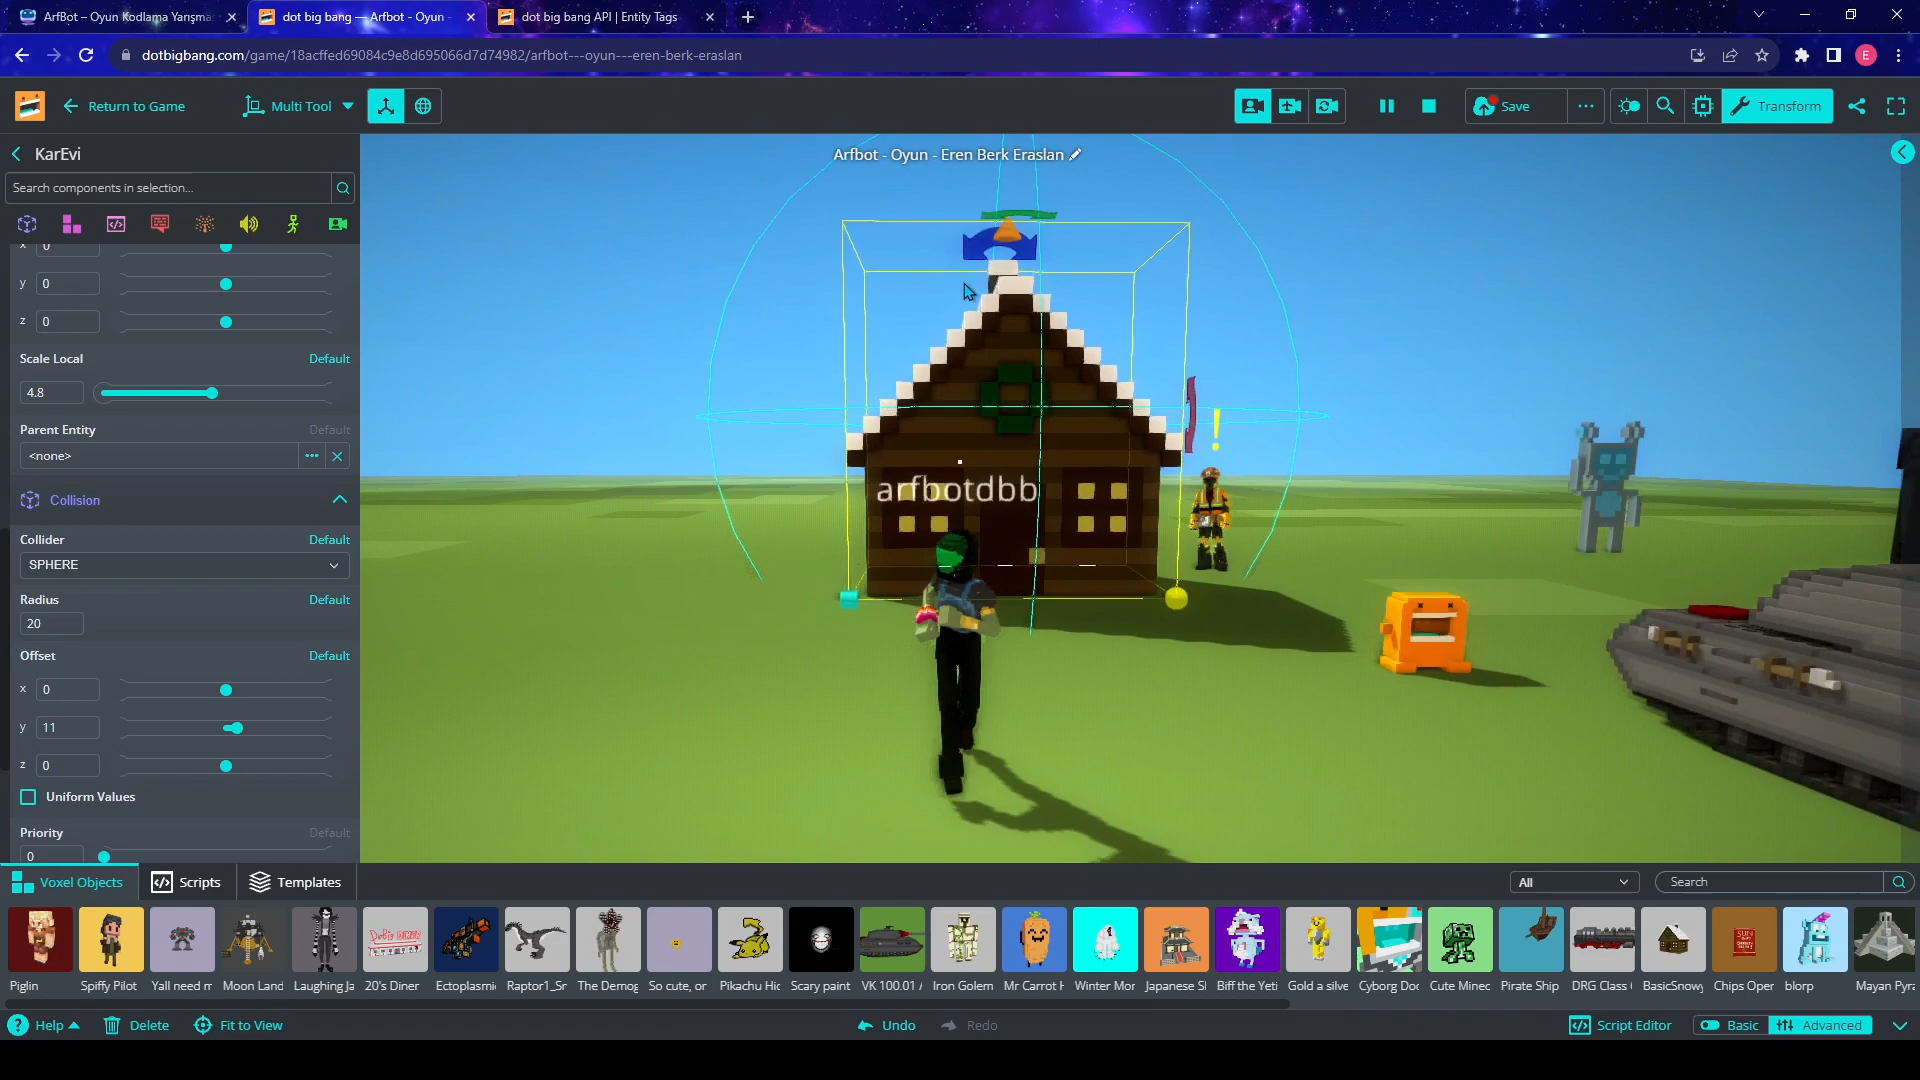 ArfBot – Oyun Kodlama Yarışma
dot big bang — Arfbot - Oyun -
dot big bang API | Entity Tags
dotbigbang.com/game/18acffed69084c9e8d695066d7d74982/arfbot---oyun---eren-berk-eraslan
E
Return to Game
Multi Tool
Save
Transform
KarEvi
Search components in selection...
Arfbot - Oyun - Eren Berk Eraslan
x 0
y 0
z 0
Scale Local Default
4.8
Parent Entity Default
<none>
Collision
Collider Default
SPHERE
Radius Default
20
Offset Default
x 0
y 11
z 0
Uniform Values
Priority Default
0
arfbotdbb
!
Voxel Objects
Scripts
Templates
All
Search
Piglin
Spiffy Pilot
Yall need m
Moon Land
Laughing Ja
20's Diner
Ectoplasmi
Raptor1_Sr
The Demog
So cute, or
Pikachu Hic
Scary paint
VK 100.01 /
Iron Golem
Mr Carrot H
Winter Mor
Japanese Sl
Biff the Yeti
Gold a silve
Cyborg Doc
Cute Minec
Pirate Ship
DRG Class (
BasicSnowy
Chips Oper
blorp
Mayan Pyra
? Help
Delete
Fit to View
Undo
Redo
Script Editor
Basic
Advanced